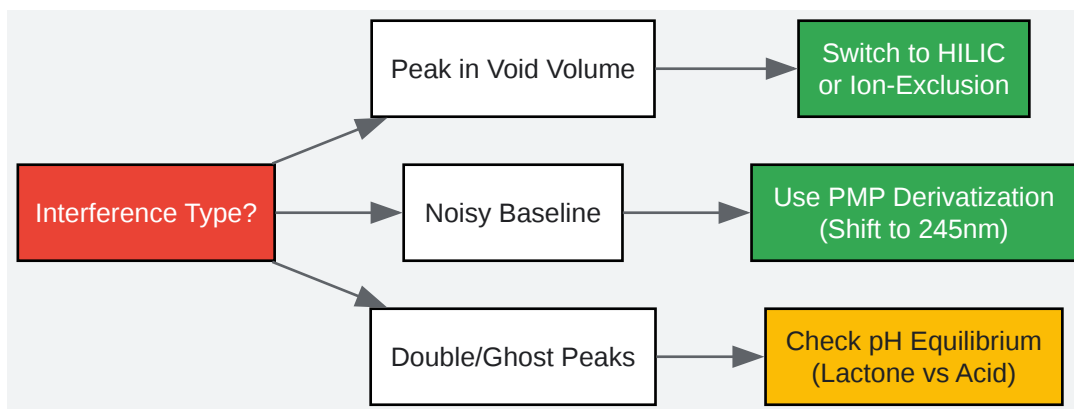 Interference Type?
Peak in Void Volume
Switch to HILIC
or Ion-Exclusion
Noisy Baseline
Use PMP Derivatization
(Shift to 245nm)
Double/Ghost Peaks
Check pH Equilibrium
(Lactone vs Acid)